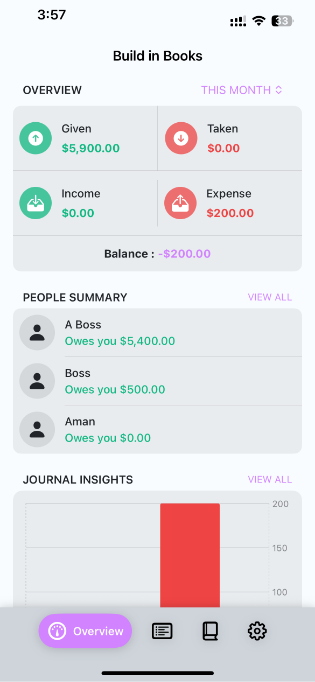 3:57
33
Build in Books
OVERVIEW
THIS MONTH
Given
$5,900.00
Taken
$0.00
Income
$0.00
Expense
$200.00
Balance : -$200.00
PEOPLE SUMMARY
VIEW ALL
A Boss
Owes you $5,400.00
Boss
Owes you $500.00
Aman
Owes you $0.00
JOURNAL INSIGHTS
VIEW ALL
200
150
100
Overview